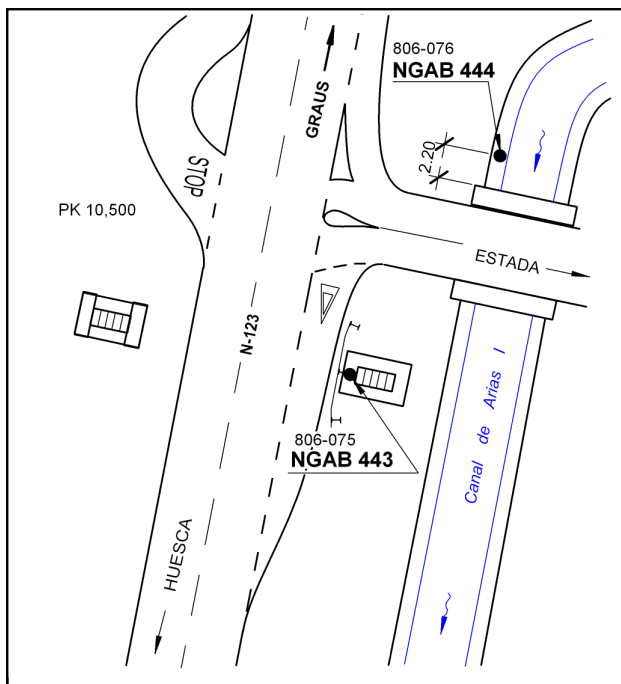 806-076
NGAB 444
GRAUS
2.20
STOP
PK 10,500
ESTADA
N-123
Canal de Arias I
806-075
NGAB 443
HUESCA